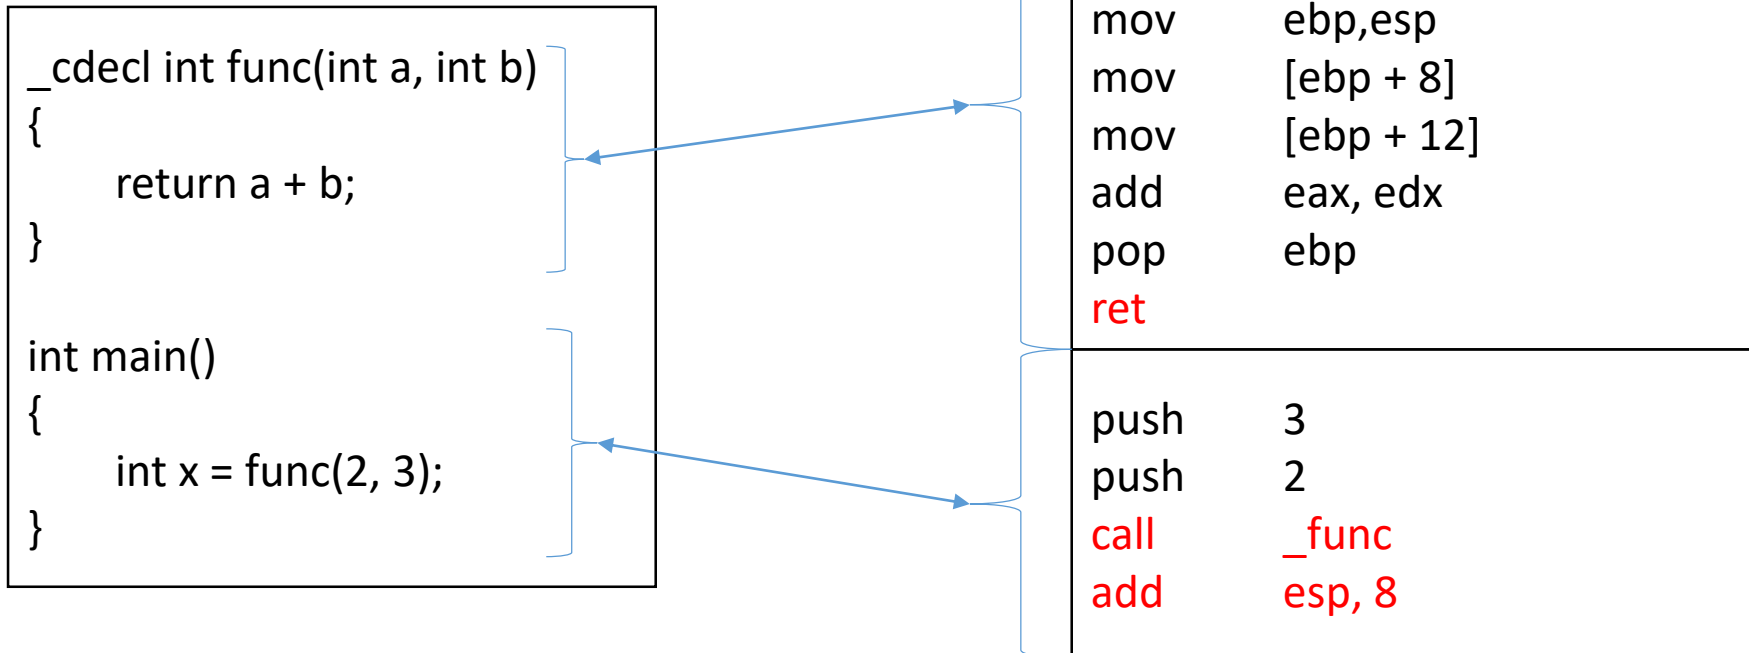 _cdecl int func(int a, int b)
{
return a + b;
}
int main()
{
int x = func(2, 3);
}
mov ebp,esp
mov [ebp + 8]
mov [ebp + 12]
add eax, edx
pop ebp
ret
push 3
push 2
call _func
add esp, 8